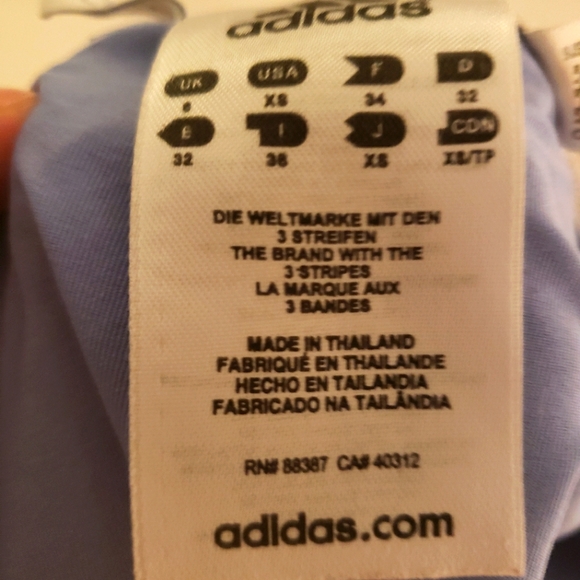 adidas
UK USA F D
6 XS 34 32
E I J CDN
32 36 XS XS/TP
DIE WELTMARKE MIT DEN
3 STREIFEN
THE BRAND WITH THE
3 STRIPES
LA MARQUE AUX
3 BANDES
MADE IN THAILAND
FABRIQUÉ EN THAILANDE
HECHO EN TAILANDIA
FABRICADO NA TAILÂNDIA
RN# 88387 CA# 40312
adidas.com